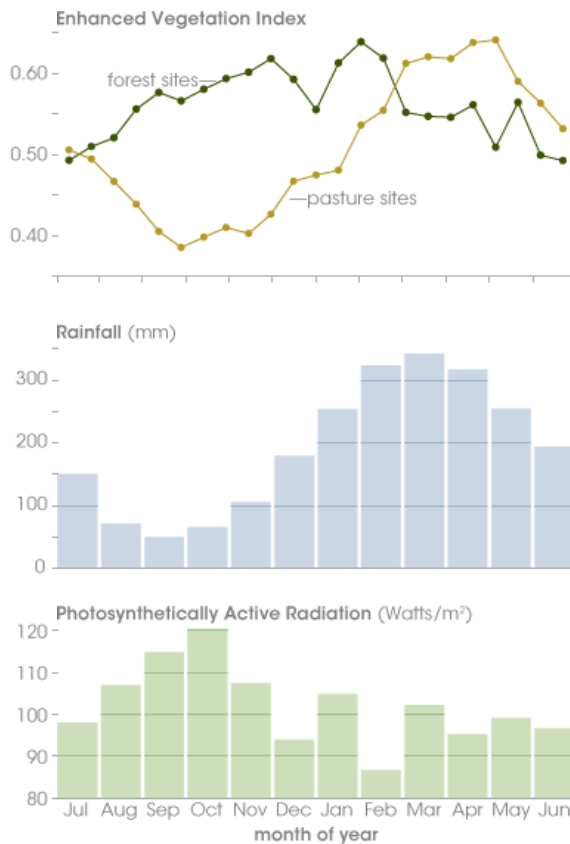 Enhanced Vegetation Index
0.60
forest sites
0.50
pasture sites
0.40
Rainfall (mm)
300
200
100
0
Photosynthetically Active Radiation (Watts/m²)
120
110
100
90
80
Jul Aug Sep Oct Nov Dec Jan Feb Mar Apr May Jun
month of year